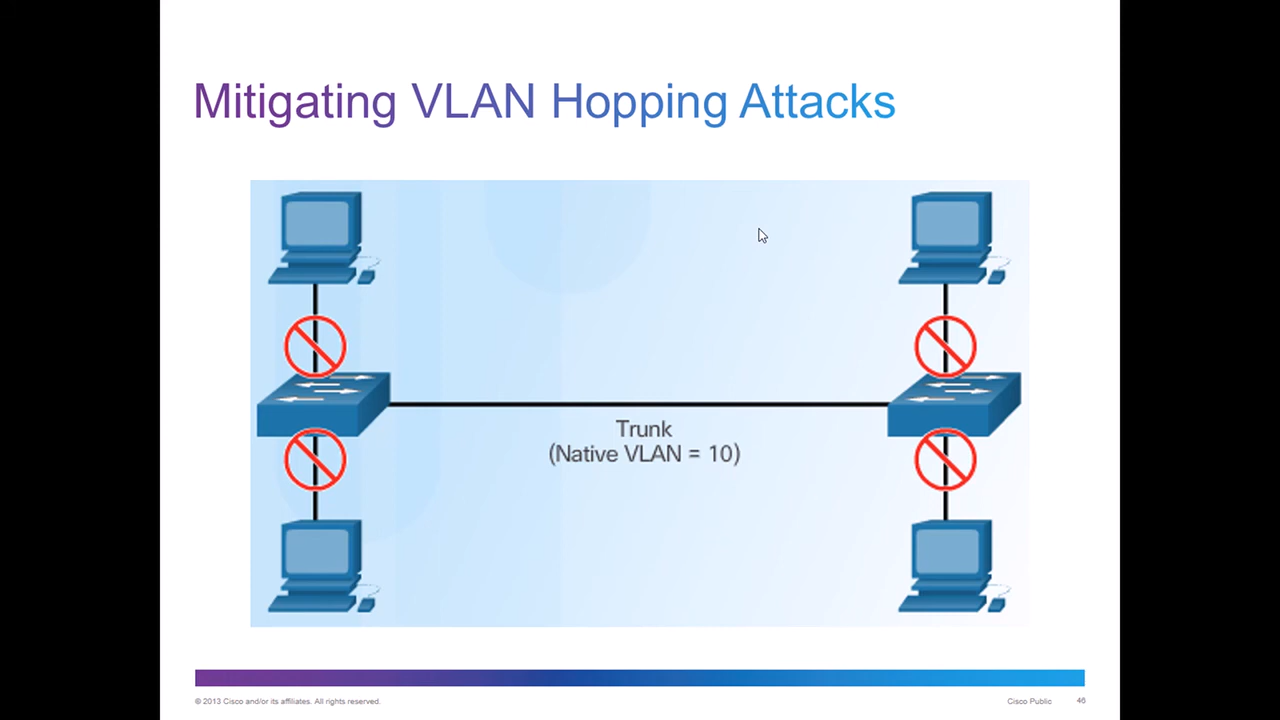 Mitigating VLAN Hopping Attacks
Trunk
(Native VLAN = 10)
© 2013 Cisco and/or its affiliates. All rights reserved.
Cisco Public
46